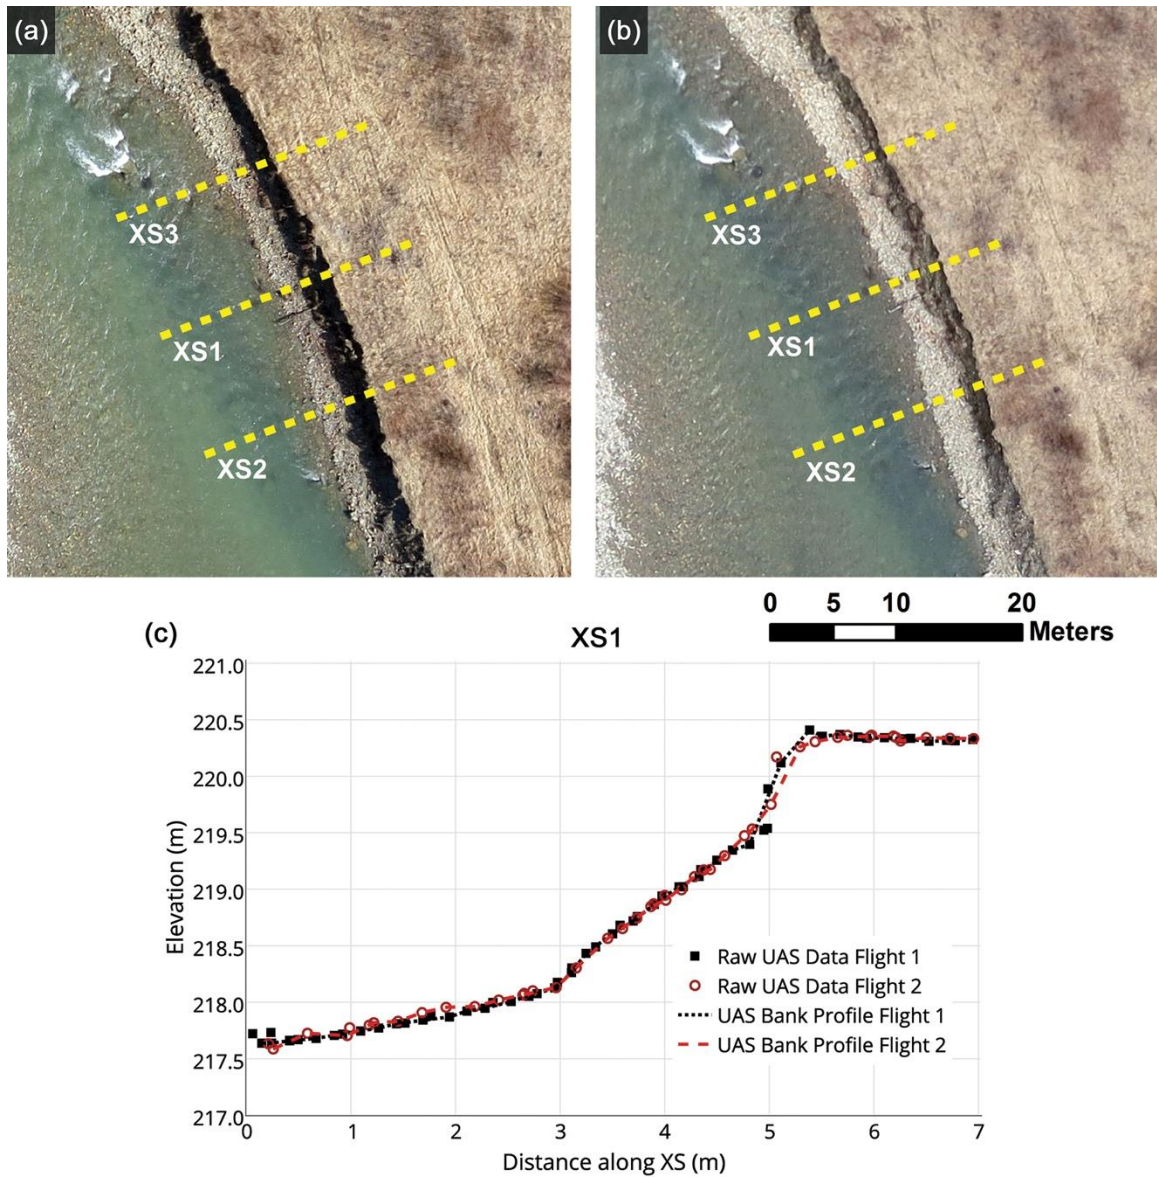 (a)
XS3
XS1
XS2
(b)
XS3
XS1
XS2
0 5 10 20
Meters
(c)
XS1
221.0
220.5
220.0
219.5
219.0
218.5
218.0
217.5
217.0
Elevation (m)
Raw UAS Data Flight 1
Raw UAS Data Flight 2
UAS Bank Profile Flight 1
UAS Bank Profile Flight 2
0 1 2 3 4 5 6 7
Distance along XS (m)